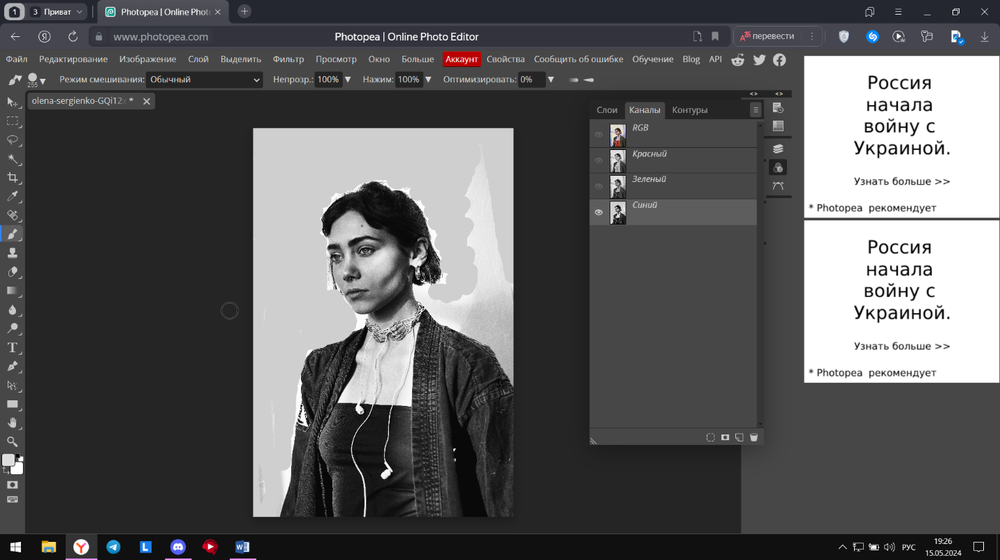 1
3 Приват
Photopea | Online Photo
www.photopea.com
Photopea | Online Photo Editor
перевести
Файл Редактирование Изображение Слой Выделить Фильтр Просмотр Окно Больше Аккаунт Свойства Сообщить об ошибке Обучение Blog API
255
Режим смешивания: Обычный Непрозр.: 100% Нажим: 100% Оптимизировать: 0%
olena-sergienko-GQi12x *
Слои Каналы Контуры
RGB
Красный
Зеленый
Синий
Россия
начала
войну с
Украиной.
Узнать больше >>
* Photopea рекомендует
Россия
начала
войну с
Украиной.
Узнать больше >>
* Photopea рекомендует
РУС
19:26
15.05.2024